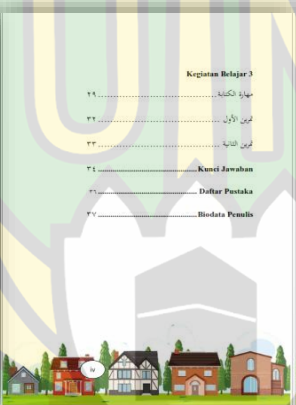 Kegiatan Belajar 3
مهارة الكتابة ........................ ٢٩
تمرين الأول ........................ ٣٢
تمرين الثانية ........................ ٣٣
Kunci Jawaban ........................ ٣٤
Daftar Pustaka ........................ ٣٦
Biodata Penulis ........................ ٣٧
iv